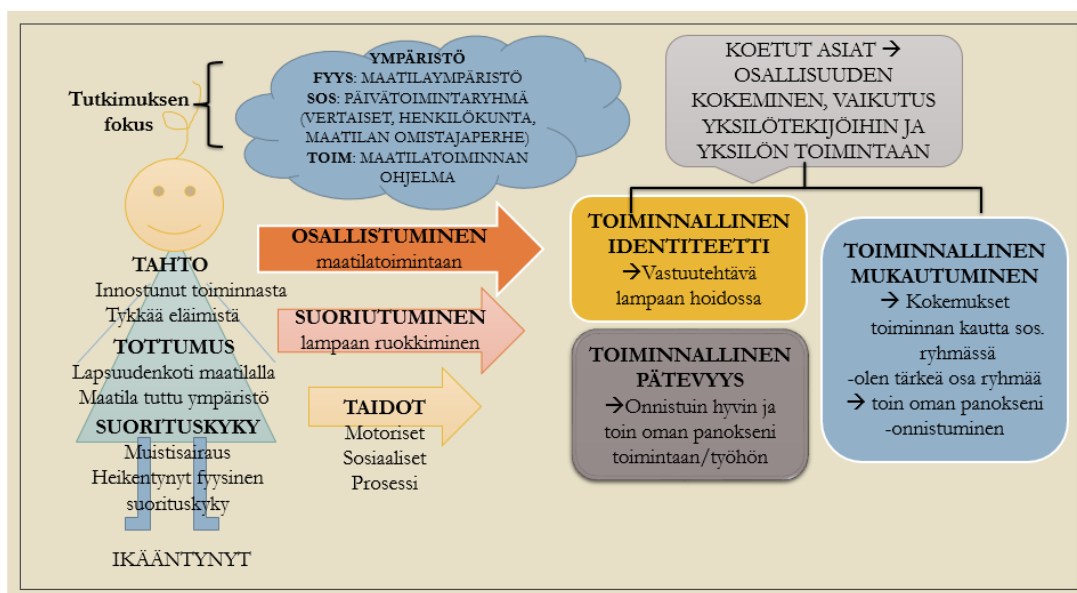 Tutkimuksen
fokus
YMPÄRISTÖ
FYYS: MAATILAYMPÄRISTÖ
SOS: PÄIVÄTOIMINTARYHMÄ
(VERTAISET, HENKILÖKUNTA,
MAATILAN OMISTAJAPERHE)
TOIM: MAATILATOIMINNAN
OHJELMA
KOETUT ASIAT →
OSALLISUUDEN
KOKEMINEN, VAIKUTUS
YKSILÖTEKIJÖIHIN JA
YKSILÖN TOIMINTAAN
TAHTO
Innostunut toiminnasta
Tykkää eläimistä
TOTTUMUS
Lapsuudenkoti maatilalla
Maatila tuttu ympäristö
SUORITUSKYKY
Muistisairaus
Heikentynyt fyysinen
suorituskyky
IKÄÄNTYNYT
OSALLISTUMINEN
maatilatoimintaan
SUORIUTUMINEN
lampaan ruokkiminen
TAIDOT
Motoriset
Sosiaaliset
Prosessi
TOIMINNALLINEN
IDENTITEETTI
→Vastuutehtävä
lampaan hoidossa
TOIMINNALLINEN
PÄTEVYYS
→Onnistuin hyvin ja
toin oman panokseni
toimintaan/työhön
TOIMINNALLINEN
MUKAUTUMINEN
→ Kokemukset
toiminnan kautta sos.
ryhmässä
-olen tärkeä osa ryhmää
→ toin oman panokseni
-onnistuminen